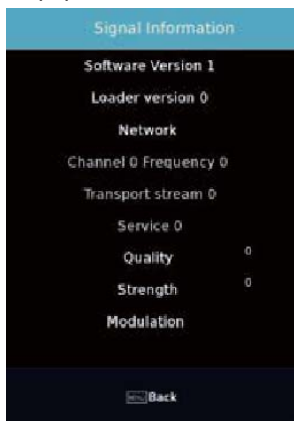 Signal Information
Software Version 1
Loader version 0
Network
Channel 0 Frequency 0
Transport stream 0
Service 0
Quality 0
Strength 0
Modulation
MENU Back